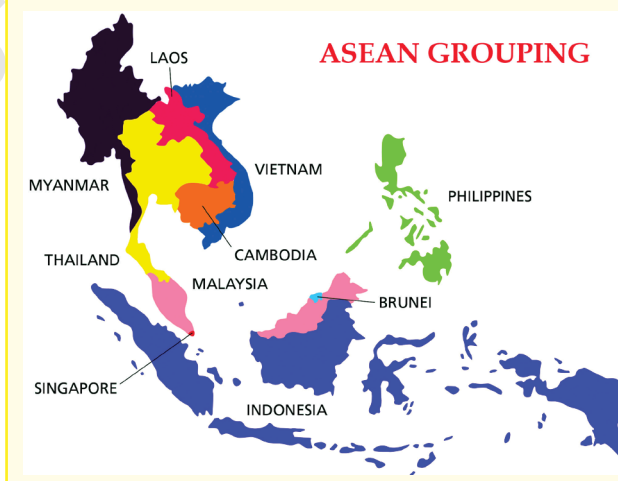 ASEAN GROUPING
LAOS
VIETNAM
MYANMAR
PHILIPPINES
CAMBODIA
THAILAND
MALAYSIA
BRUNEI
SINGAPORE
INDONESIA